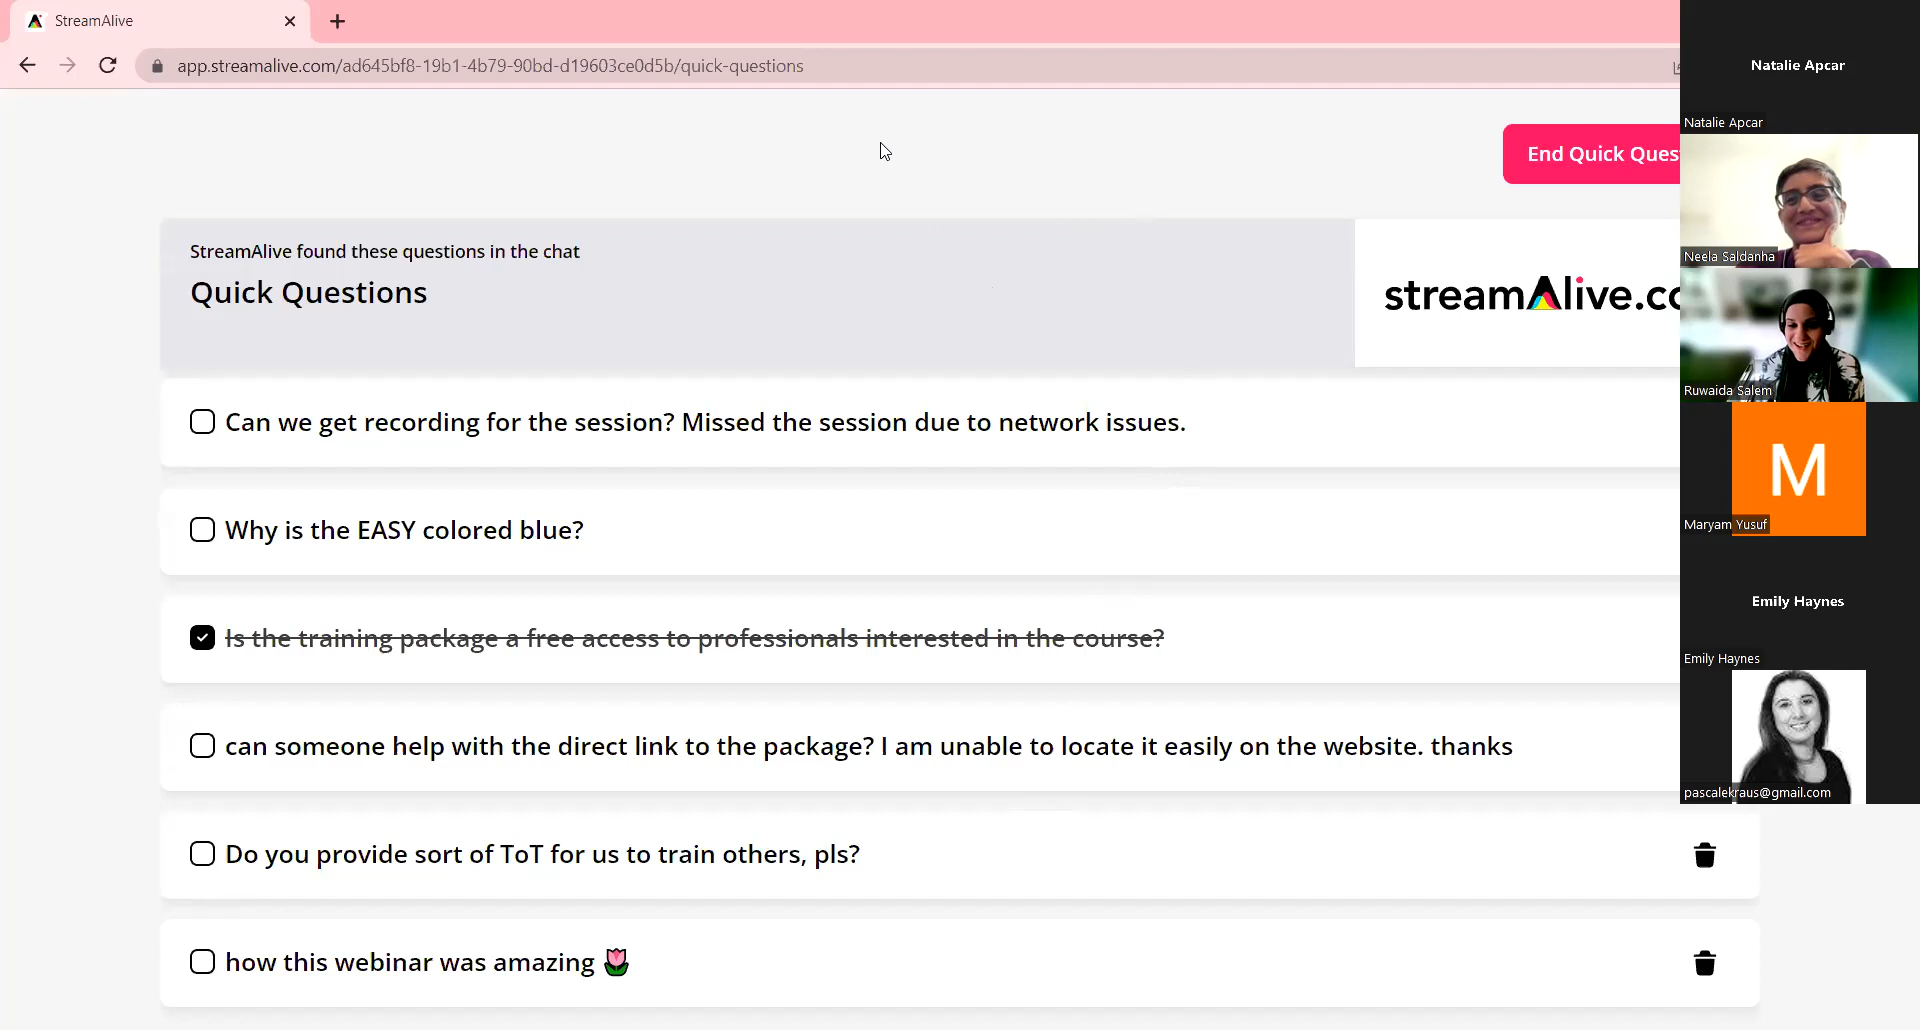 StreamAlive
app.streamalive.com/ad645bf8-19b1-4b79-90bd-d19603ce0d5b/quick-questions
End Quick Ques
StreamAlive found these questions in the chat
Quick Questions
streamAlive.co
Can we get recording for the session? Missed the session due to network issues.
Why is the EASY colored blue?
Is the training package a free access to professionals interested in the course?
can someone help with the direct link to the package? I am unable to locate it easily on the website. thanks
Do you provide sort of ToT for us to train others, pls?
how this webinar was amazing 🌷
Natalie Apcar
Natalie Apcar
Neela Saldanha
Ruwaida Salem
M
Maryam Yusuf
Emily Haynes
Emily Haynes
pascalekraus@gmail.com